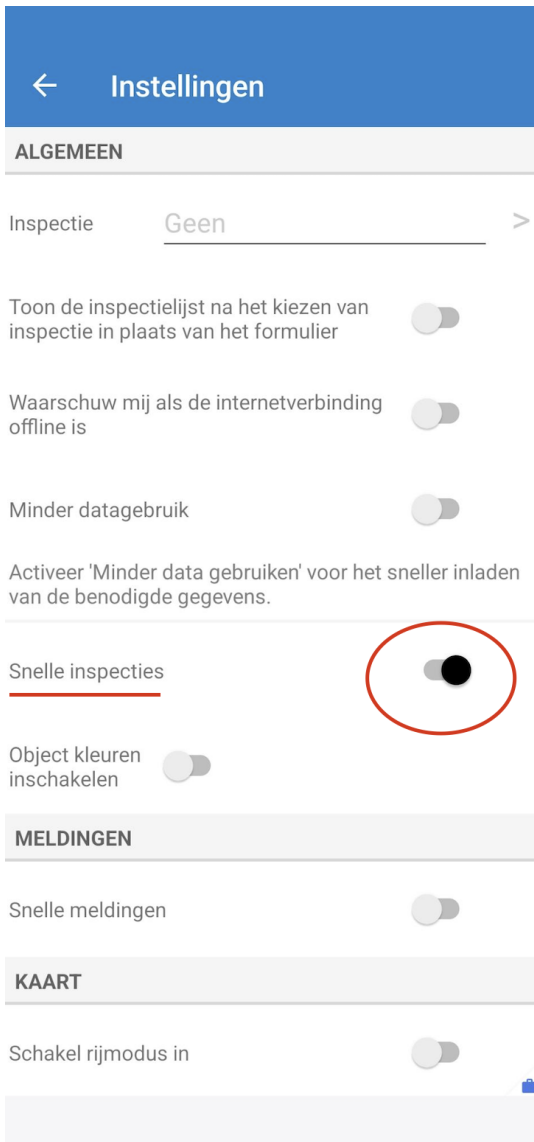 Instellingen
ALGEMEEN
Inspectie Geen >
Toon de inspectielijst na het kiezen van
inspectie in plaats van het formulier
Waarschuw mij als de internetverbinding
offline is
Minder datagebruik
Activeer 'Minder data gebruiken' voor het sneller inladen
van de benodigde gegevens.
Snelle inspecties
Object kleuren
inschakelen
MELDINGEN
Snelle meldingen
KAART
Schakel rijmodus in